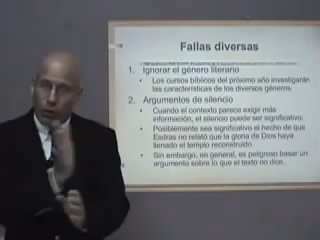 Fallas diversas
1. Ignorar el género literario
• Los cursos bíblicos del próximo año investigarán
las características de los diversos géneros.
2. Argumentos de silencio
• Cuando el contexto parece exigir más
información, el silencio puede ser significativo.
• Posiblemente sea significativo el hecho de que
Esdras no relató que la gloria de Dios haya
llenado el templo reconstruido.
• Sin embargo, en general, es peligroso basar un
argumento sobre lo que el texto no dice.